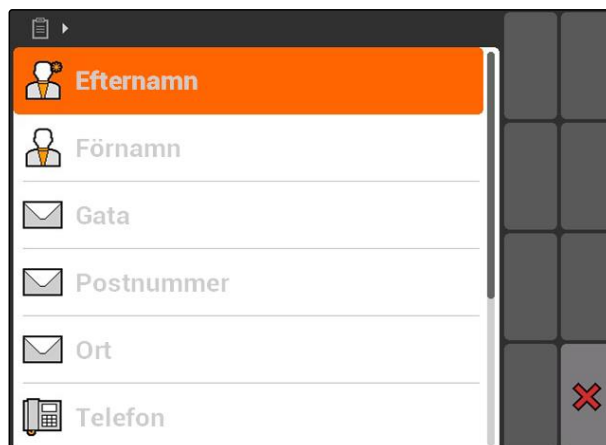 Efternamn
Förnamn
Gata
Postnummer
Ort
Telefon